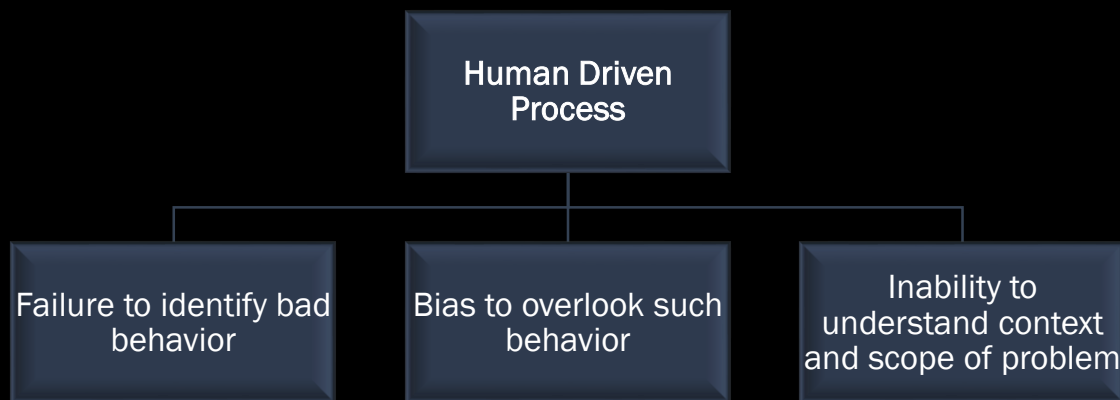 Human Driven
Process
Failure to identify bad
behavior
Bias to overlook such
behavior
Inability to
understand context
and scope of problem